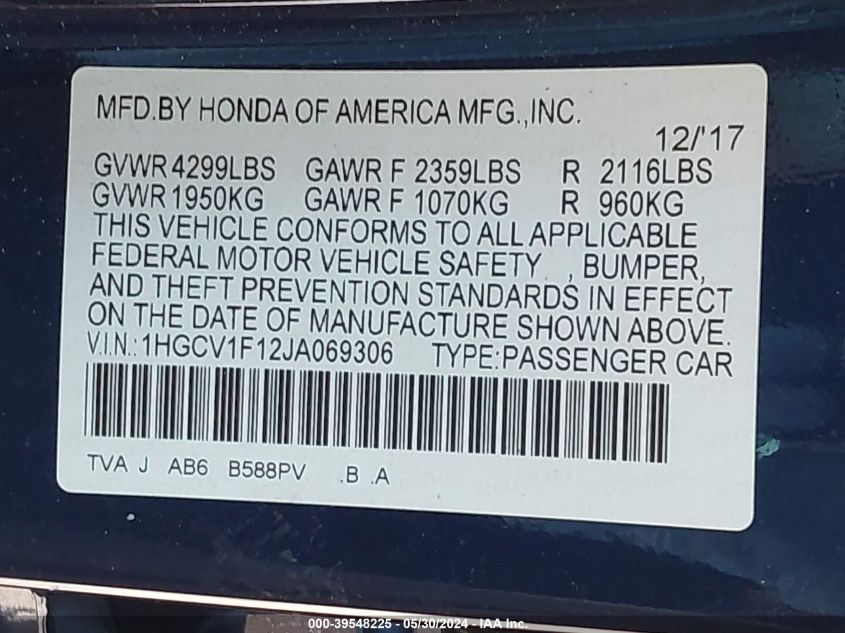 MFD.BY HONDA OF AMERICA MFG.,INC.
12/'17
GVWR 4299LBS GAWR F 2359LBS R 2116LBS
GVWR 1950KG GAWR F 1070KG R 960KG
THIS VEHICLE CONFORMS TO ALL APPLICABLE
FEDERAL MOTOR VEHICLE SAFETY , BUMPER,
AND THEFT PREVENTION STANDARDS IN EFFECT
ON THE DATE OF MANUFACTURE SHOWN ABOVE.
V.I.N.: 1HGCV1F12JA069306 TYPE:PASSENGER CAR
TVA J AB6 B588PV .B .A
000-39548225 - 05/30/2024 - IAA Inc.